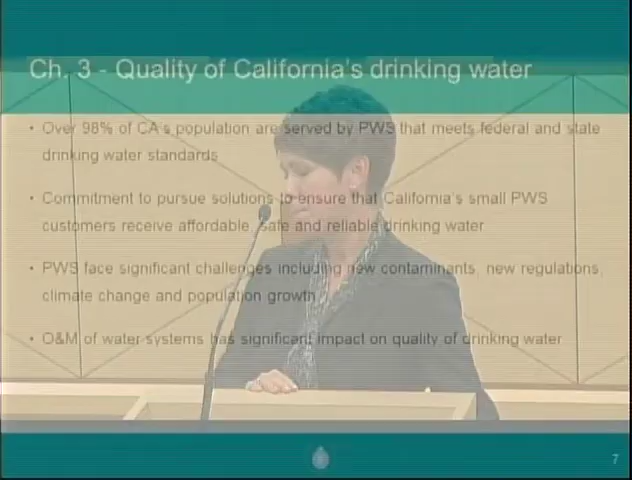 Ch. 3 - Quality of California's drinking water
• Over 98% of CA's population are served by PWS that meets federal and state
drinking water standards
• Commitment to pursue solutions to ensure that California's small PWS
customers receive affordable, safe and reliable drinking water
• PWS face significant challenges including new contaminants, new regulations,
climate change and population growth
• O&M of water systems has significant impact on quality of drinking water
7